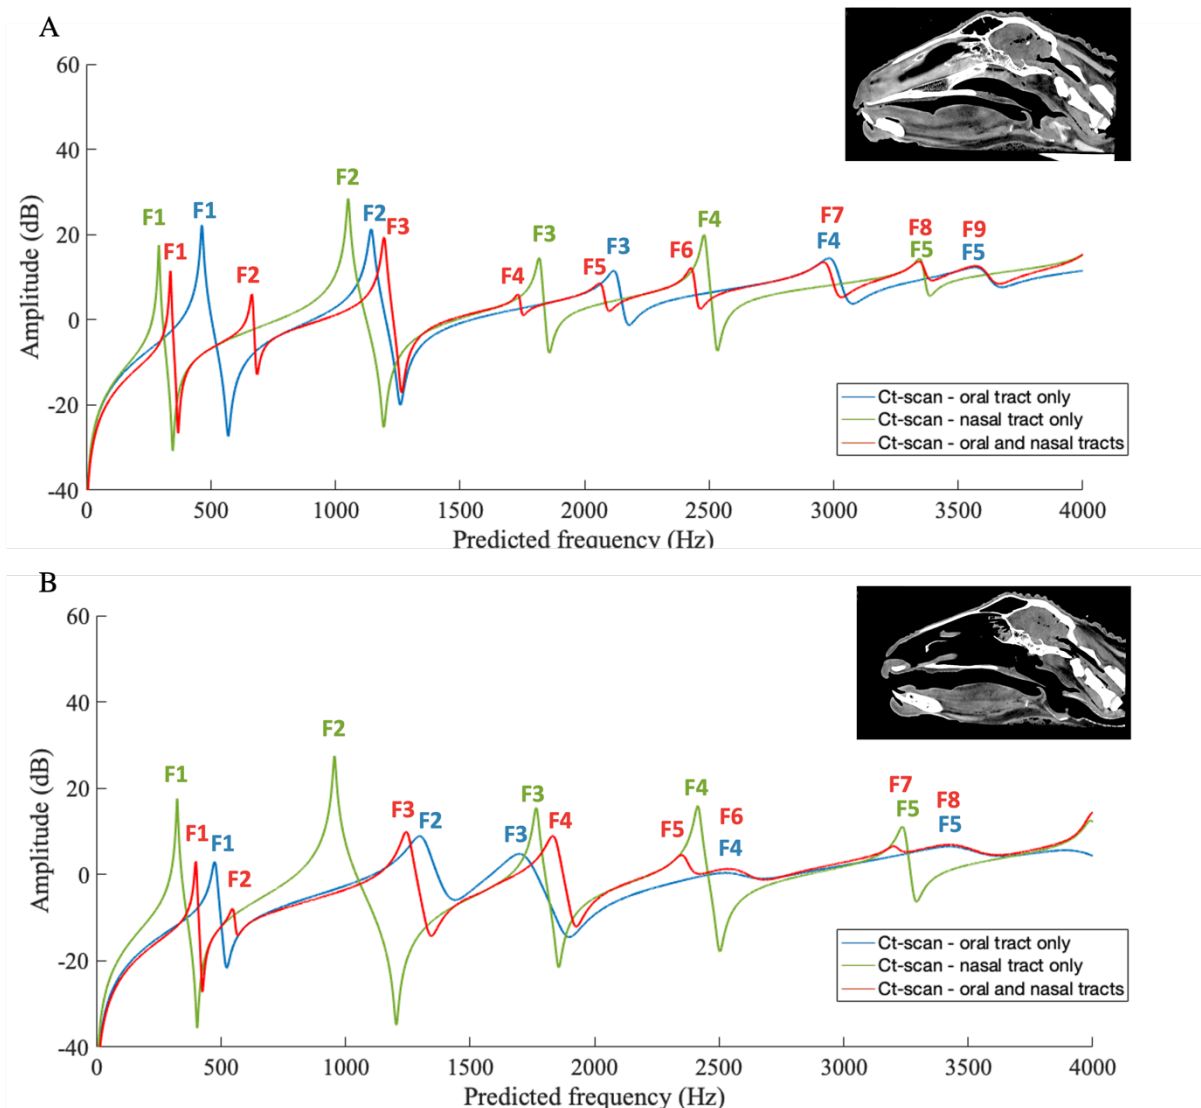 A
60
40
20
0
-20
-40
Amplitude (dB)
F1
F1
F1
F2
F2
F2
F3
F4
F3
F5
F3
F6
F4
F7
F4
F8
F5
F9
F5
Ct-scan - oral tract only
Ct-scan - nasal tract only
Ct-scan - oral and nasal tracts
0 500 1000 1500 2000 2500 3000 3500 4000
Predicted frequency (Hz)
B
60
40
20
0
-20
-40
Amplitude (dB)
F1
F1
F1
F2
F2
F3
F2
F3
F3
F4
F5
F4
F6
F4
F7
F5
F8
F5
Ct-scan - oral tract only
Ct-scan - nasal tract only
Ct-scan - oral and nasal tracts
0 500 1000 1500 2000 2500 3000 3500 4000
Predicted frequency (Hz)